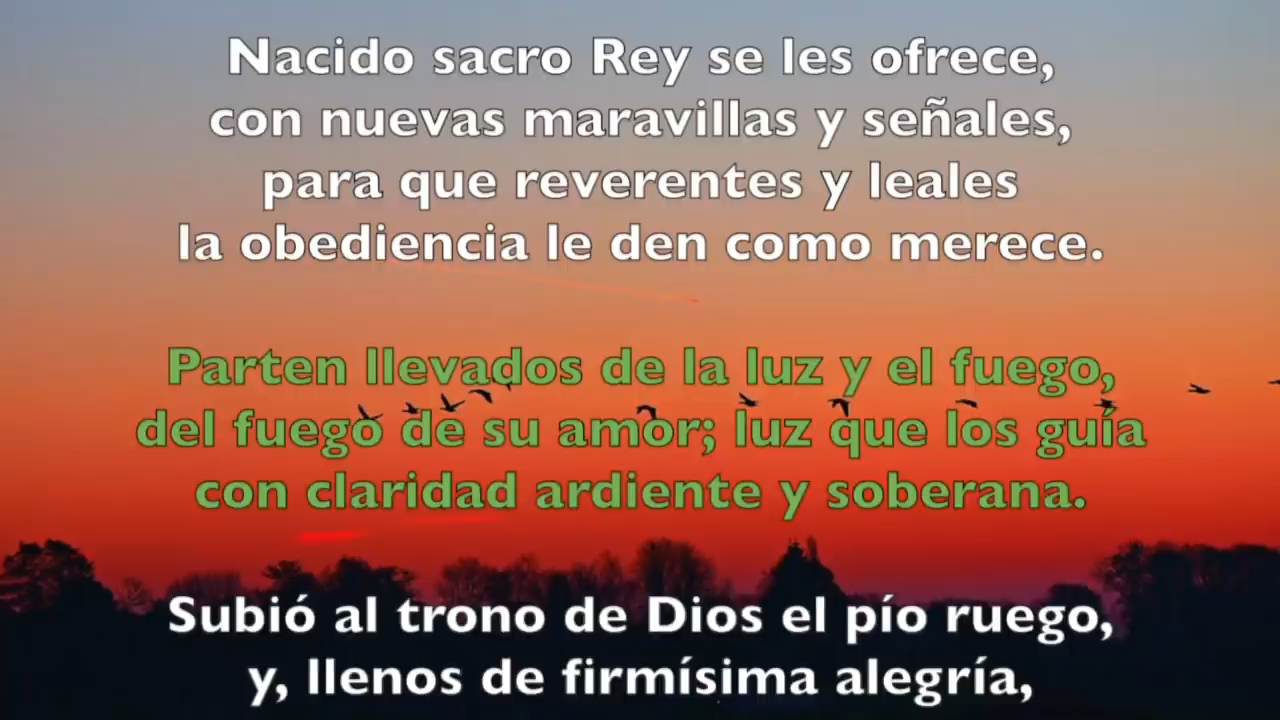 Nacido sacro Rey se les ofrece,
con nuevas maravillas y señales,
para que reverentes y leales
la obediencia le den como merece.
Parten llevados de la luz y el fuego,
del fuego de su amor; luz que los guía
con claridad ardiente y soberana.
Subió al trono de Dios el pío ruego,
y, llenos de firmísima alegría,